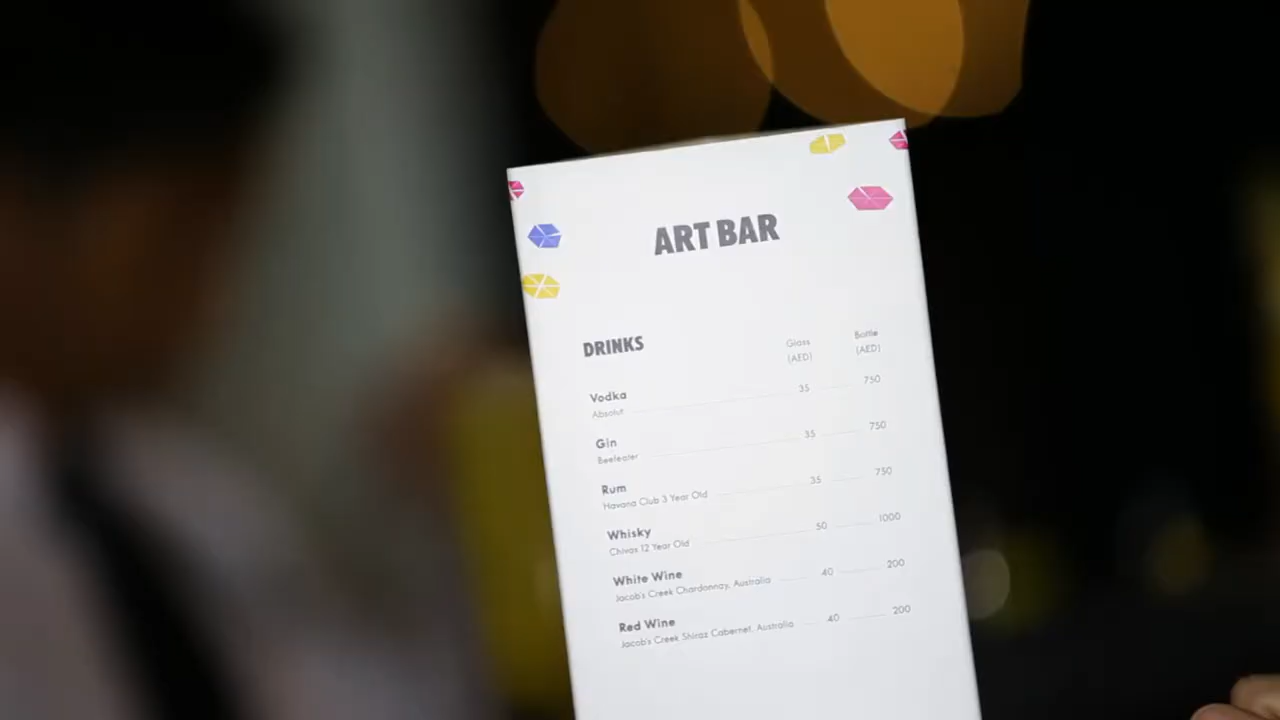 ART BAR
DRINKS
Glass (AED)
Bottle (AED)
Vodka
Absolut 35 750
Gin
Beefeater 35 750
Rum
Havana Club 3 Year Old 35 750
Whisky
Chivas 12 Year Old 50 1000
White Wine
Jacob's Creek Chardonnay, Australia 40 200
Red Wine
Jacob's Creek Shiraz Cabernet, Australia 40 200